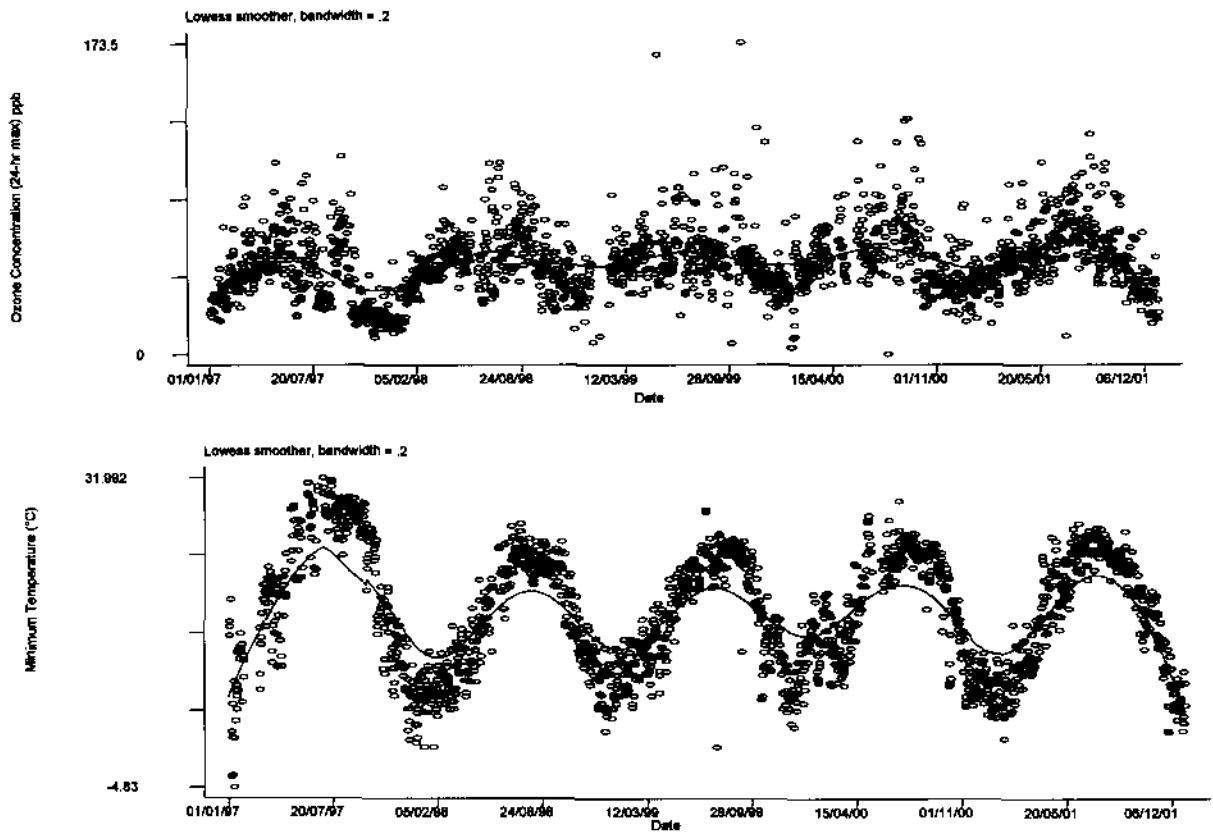 Lowess smoother, bandwidth = .2
173.5
Ozone Concentration (24-hr max) ppb
0
01/01/97 20/07/97 05/02/98 24/08/98 12/03/99 28/09/99 15/04/00 01/11/00 20/05/01 06/12/01
Date
Lowess smoother, bandwidth = .2
31.992
Minimum Temperature (°C)
-4.83
01/01/97 20/07/97 05/02/98 24/08/98 12/03/99 28/09/99 15/04/00 01/11/00 20/05/01 06/12/01
Date